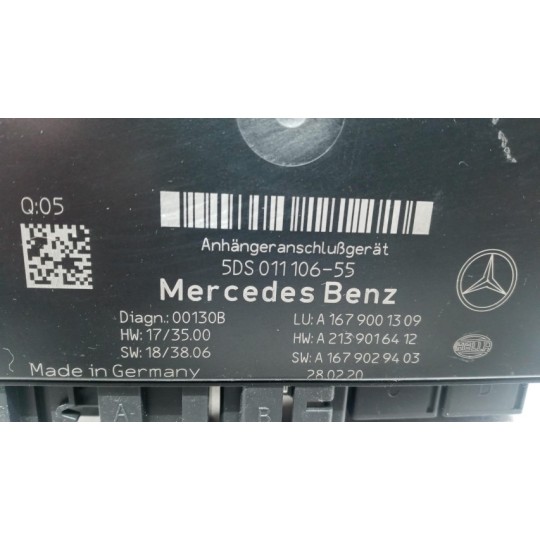 Q:05
Anhängeranschlußgerät
5DS 011 106-55
Mercedes Benz
Diagn.: 00130B
HW: 17/35.00
SW: 18/38.06
LU: A 167 900 13 09
HW: A 213 901 64 12
SW: A 167 902 94 03
28.02.20
Made in Germany
A
B